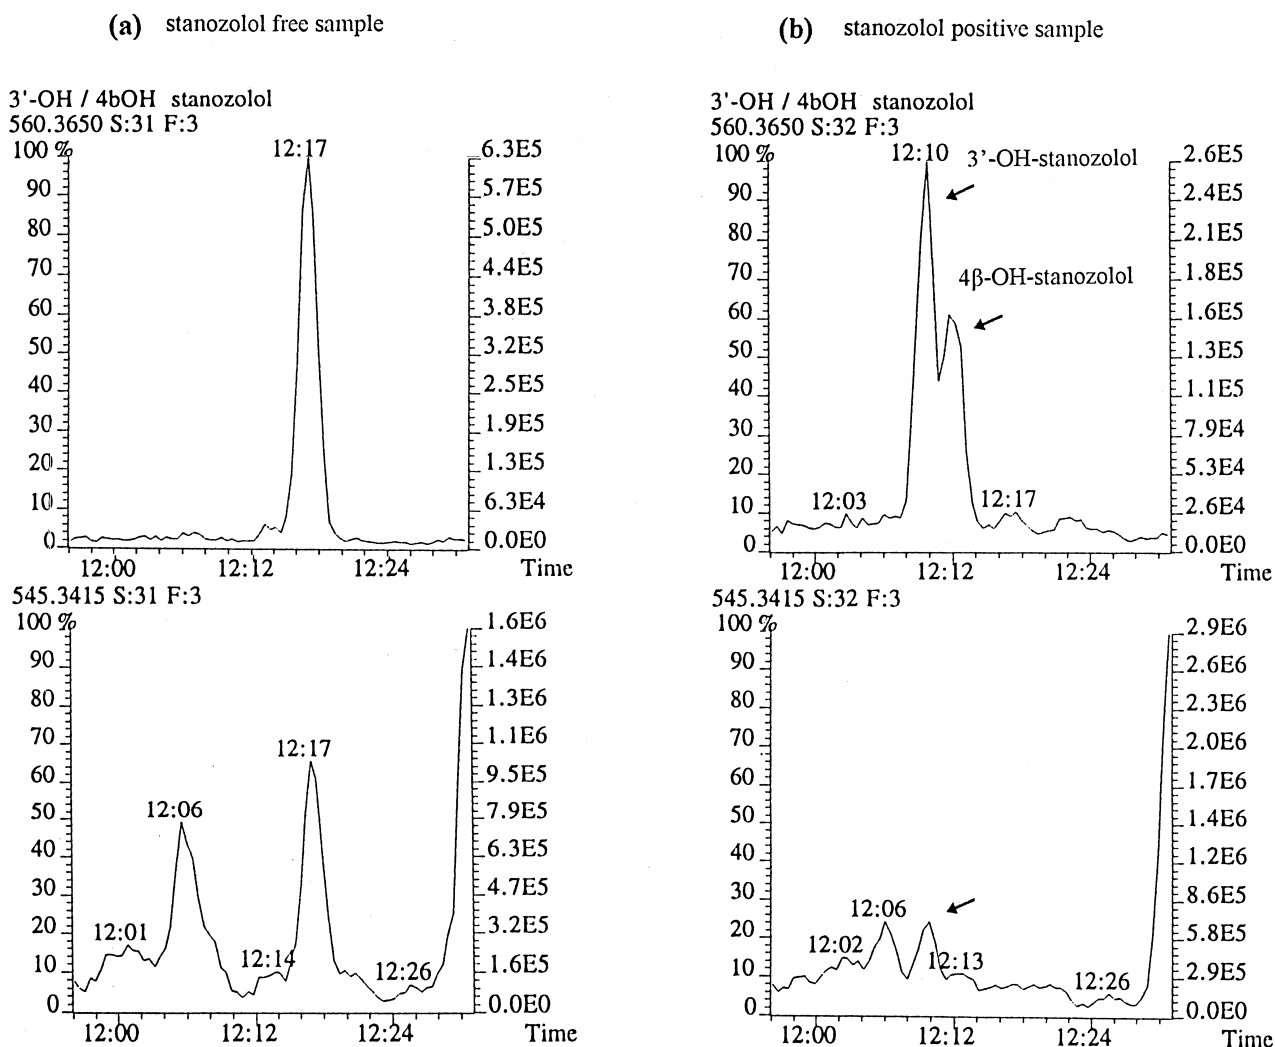 (a) stanozolol free sample
3'-OH / 4bOH stanozolol
560.3650 S:31 F:3
100 %
12:17
6.3E5
90
5.7E5
80
5.0E5
70
4.4E5
60
3.8E5
50
3.2E5
40
2.5E5
30
1.9E5
20
1.3E5
10
6.3E4
0
0.0E0
12:00 12:12 12:24 Time
545.3415 S:31 F:3
100 %
1.6E6
90
1.4E6
80
1.3E6
70
12:17
1.1E6
60
9.5E5
50
12:06
7.9E5
40
6.3E5
30
4.7E5
20
12:01
3.2E5
10
12:14
12:26
1.6E5
0
0.0E0
12:00 12:12 12:24 Time
(b) stanozolol positive sample
3'-OH / 4bOH stanozolol
560.3650 S:32 F:3
100 %
12:10
3’-OH-stanozolol
2.6E5
90
2.4E5
80
2.1E5
70
4β-OH-stanozolol
1.8E5
60
1.6E5
50
1.3E5
40
1.1E5
30
7.9E4
20
5.3E4
10
12:03
12:17
2.6E4
0
0.0E0
12:00 12:12 12:24 Time
545.3415 S:32 F:3
100 %
2.9E6
90
2.6E6
80
2.3E6
70
2.0E6
60
1.7E6
50
1.4E6
40
1.2E6
30
8.6E5
20
12:02
12:06
5.8E5
10
12:13
12:26
2.9E5
0
0.0E0
12:00 12:12 12:24 Time